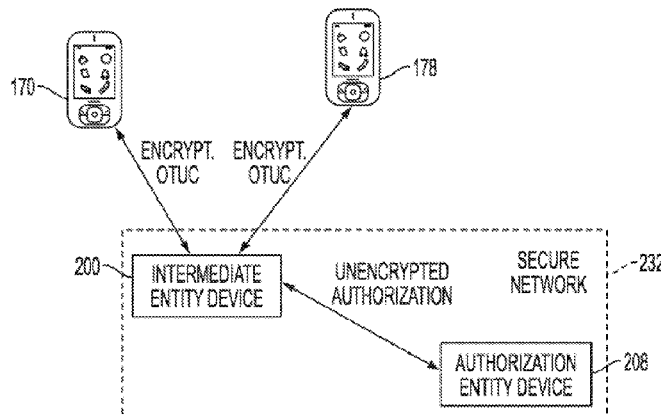 170
178
ENCRYPT. OTUC
ENCRYPT. OTUC
200
INTERMEDIATE
ENTITY DEVICE
UNENCRYPTED
AUTHORIZATION
SECURE
NETWORK
232
AUTHORIZATION
ENTITY DEVICE
208